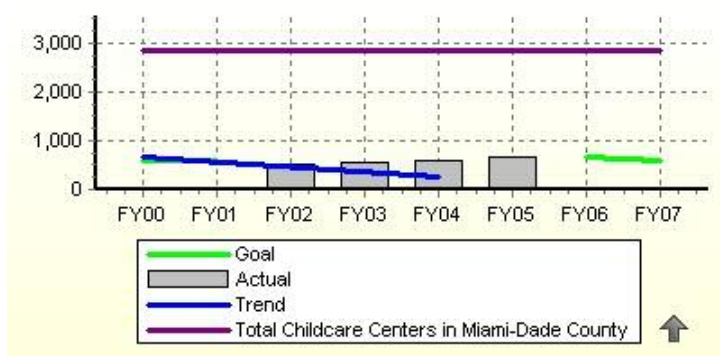 3,000
2,000
1,000
0
FY00 FY01 FY02 FY03 FY04 FY05 FY06 FY07
Goal
Actual
Trend
Total Childcare Centers in Miami-Dade County